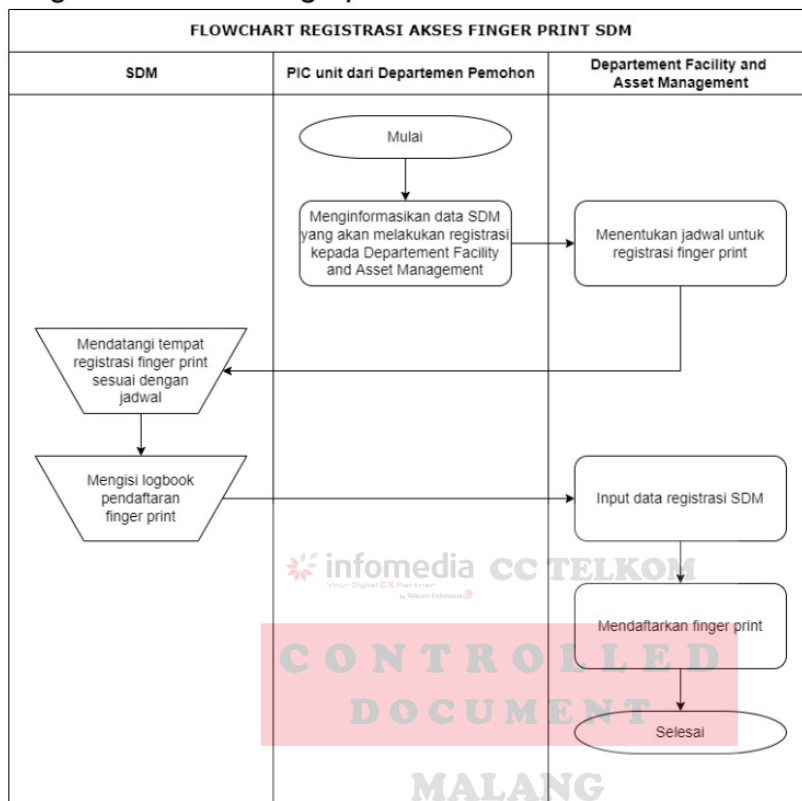 FLOWCHART REGISTRASI AKSES FINGER PRINT SDM
SDM
PIC unit dari Departemen Pemohon
Departement Facility and
Asset Management
Mulai
Menginformasikan data SDM
yang akan melakukan registrasi
kepada Departement Facility
and Asset Management
Menentukan jadwal untuk
registrasi finger print
Mendatangi tempat
registrasi finger print
sesuai dengan
jadwal
Mengisi logbook
pendaftaran
finger print
Input data registrasi SDM
infomedia CC TELKOM
Your Digital CX Partner
by Telkom Indonesia
Mendaftarkan finger print
CONTROLLED
DOCUMENT
Selesai
MALANG